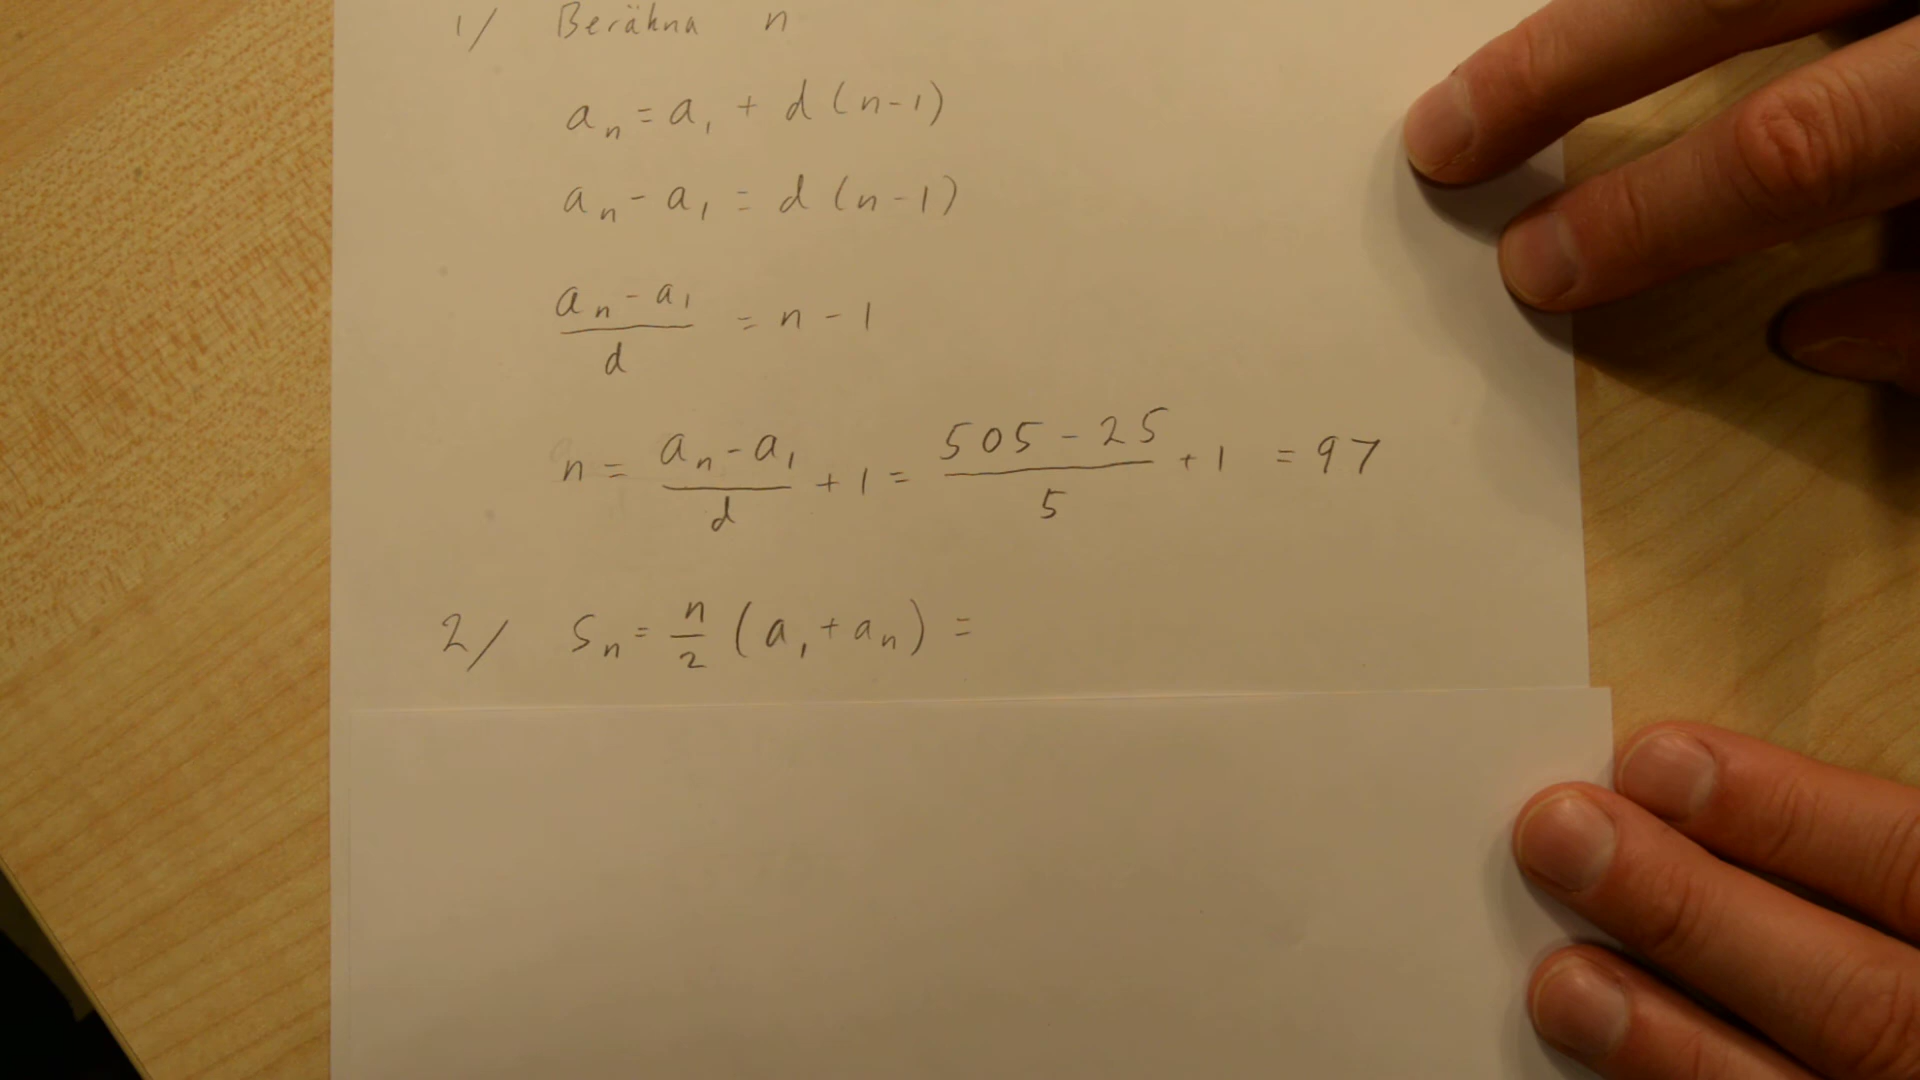 1/ Beräkna n
aₙ = a₁ + d (n-1)
aₙ - a₁ = d (n-1)
(aₙ - a₁)/d = n - 1
n = (aₙ - a₁)/d + 1 = (505 - 25)/5 + 1 = 97
2/ Sₙ = n/2 (a₁ + aₙ) =